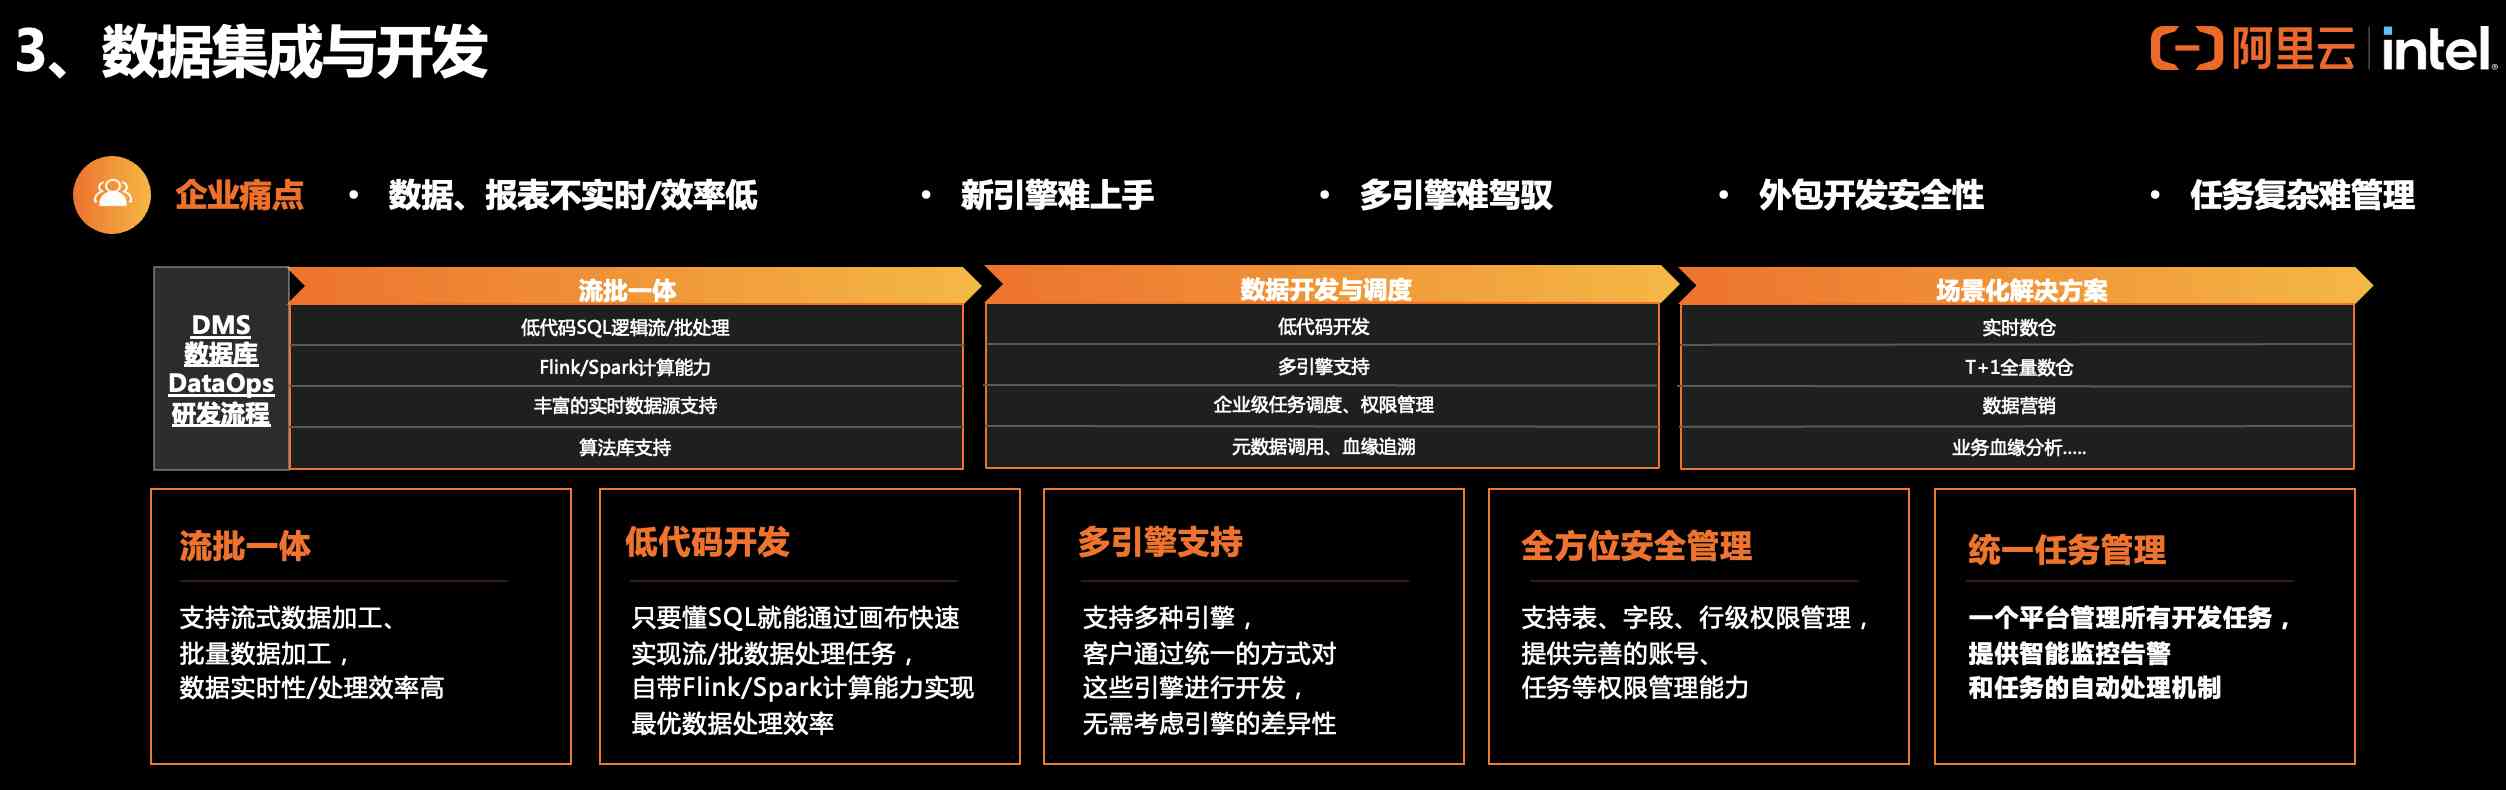 3、数据集成与开发
阿里云 intel®
企业痛点
• 数据、报表不实时/效率低
• 新引擎难上手
• 多引擎难驾驭
• 外包开发安全性
• 任务复杂难管理
DMS
数据库
DataOps
研发流程
流批一体
低代码SQL逻辑流/批处理
Flink/Spark计算能力
丰富的实时数据源支持
算法库支持
数据开发与调度
低代码开发
多引擎支持
企业级任务调度、权限管理
元数据调用、血缘追溯
场景化解决方案
实时数仓
T+1全量数仓
数据营销
业务血缘分析.....
流批一体
支持流式数据加工、
批量数据加工，
数据实时性/处理效率高
低代码开发
只要懂SQL就能通过画布快速
实现流/批数据处理任务，
自带Flink/Spark计算能力实现
最优数据处理效率
多引擎支持
支持多种引擎，
客户通过统一的方式对
这些引擎进行开发，
无需考虑引擎的差异性
全方位安全管理
支持表、字段、行级权限管理，
提供完善的账号、
任务等权限管理能力
统一任务管理
一个平台管理所有开发任务，
提供智能监控告警
和任务的自动处理机制